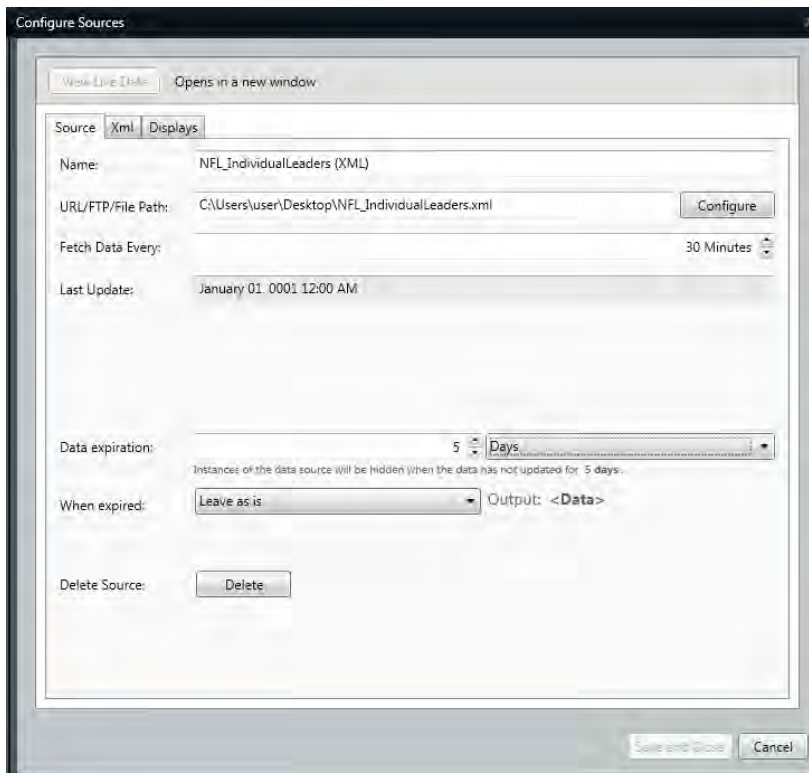 Configure Sources
View Live Data Opens in a new window
Source Xml Displays
Name: NFL_IndividualLeaders (XML)
URL/FTP/File Path: C:\Users\user\Desktop\NFL_IndividualLeaders.xml Configure
Fetch Data Every: 30 Minutes
Last Update: January 01 0001 12:00 AM
Data expiration: 5 Days
Instances of the data source will be hidden when the data has not updated for 5 days.
When expired: Leave as is Output: <Data>
Delete Source: Delete
Save and Close Cancel